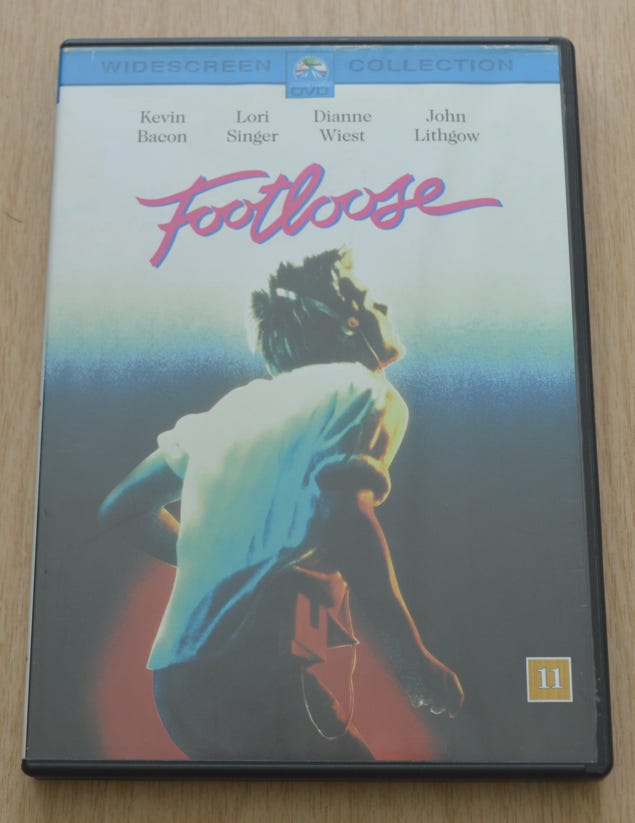 WIDESCREEN DVD COLLECTION
Kevin Bacon
Lori Singer
Dianne Wiest
John Lithgow
Footloose
11